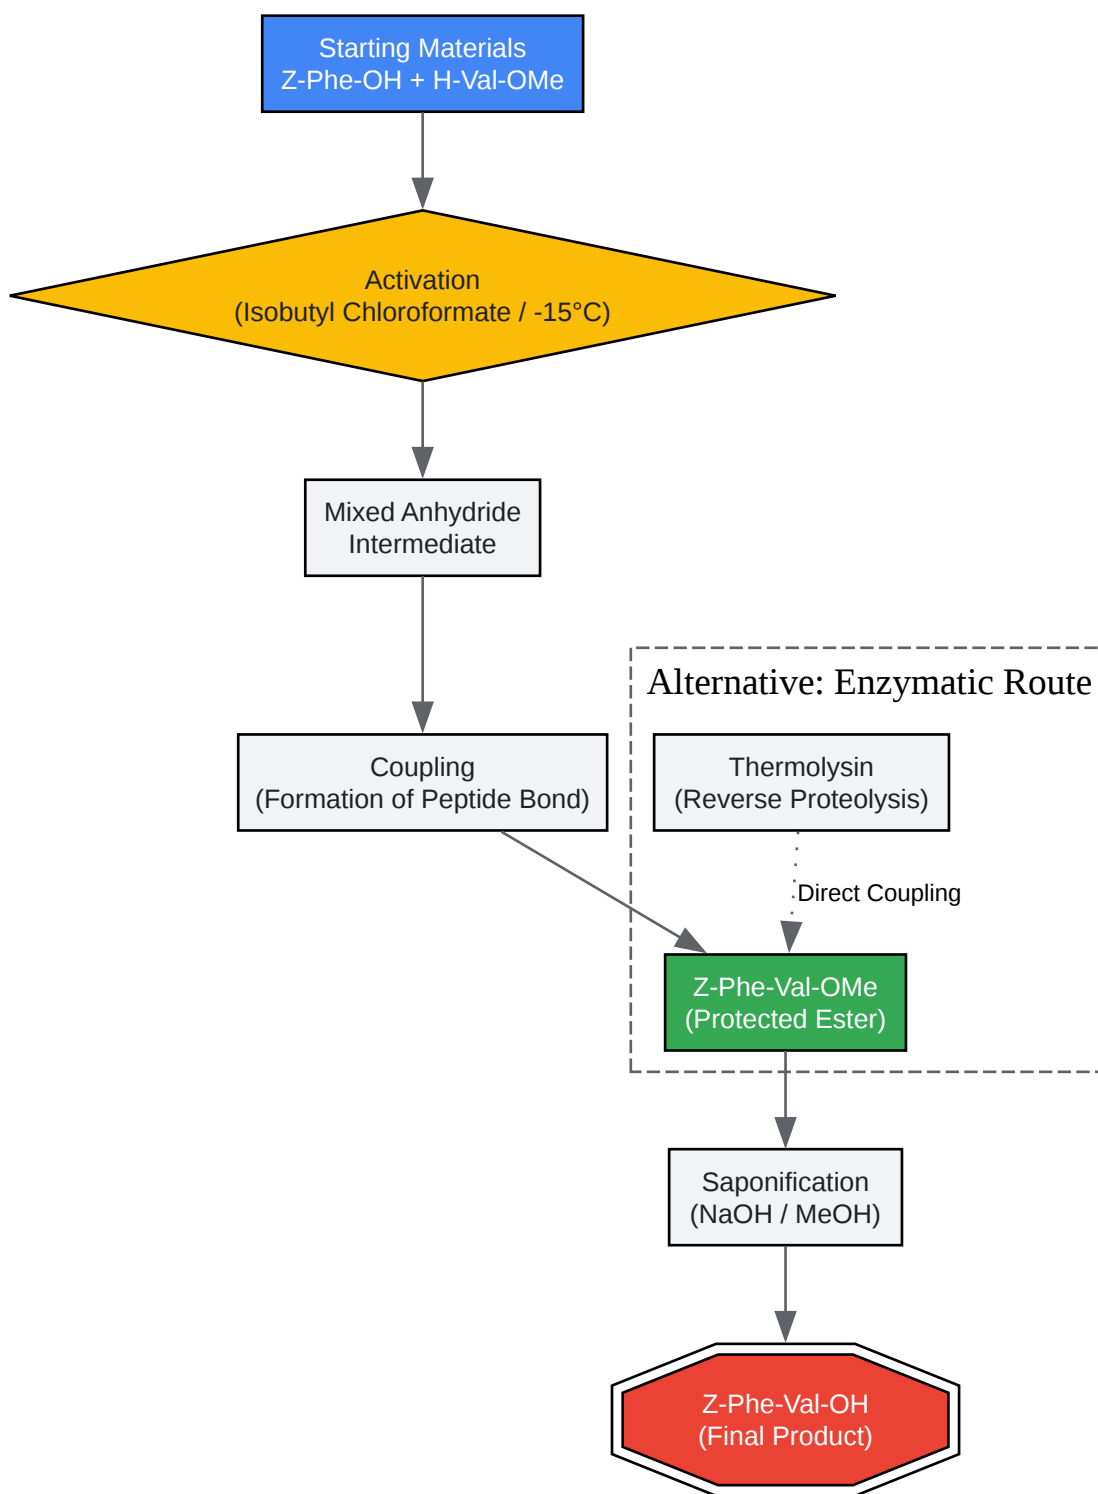 Starting Materials
Z-Phe-OH + H-Val-OMe
Activation
(Isobutyl Chloroformate / -15°C)
Mixed Anhydride
Intermediate
Alternative: Enzymatic Route
Coupling
(Formation of Peptide Bond)
Thermolysin
(Reverse Proteolysis)
Direct Coupling
Z-Phe-Val-OMe
(Protected Ester)
Saponification
(NaOH / MeOH)
Z-Phe-Val-OH
(Final Product)